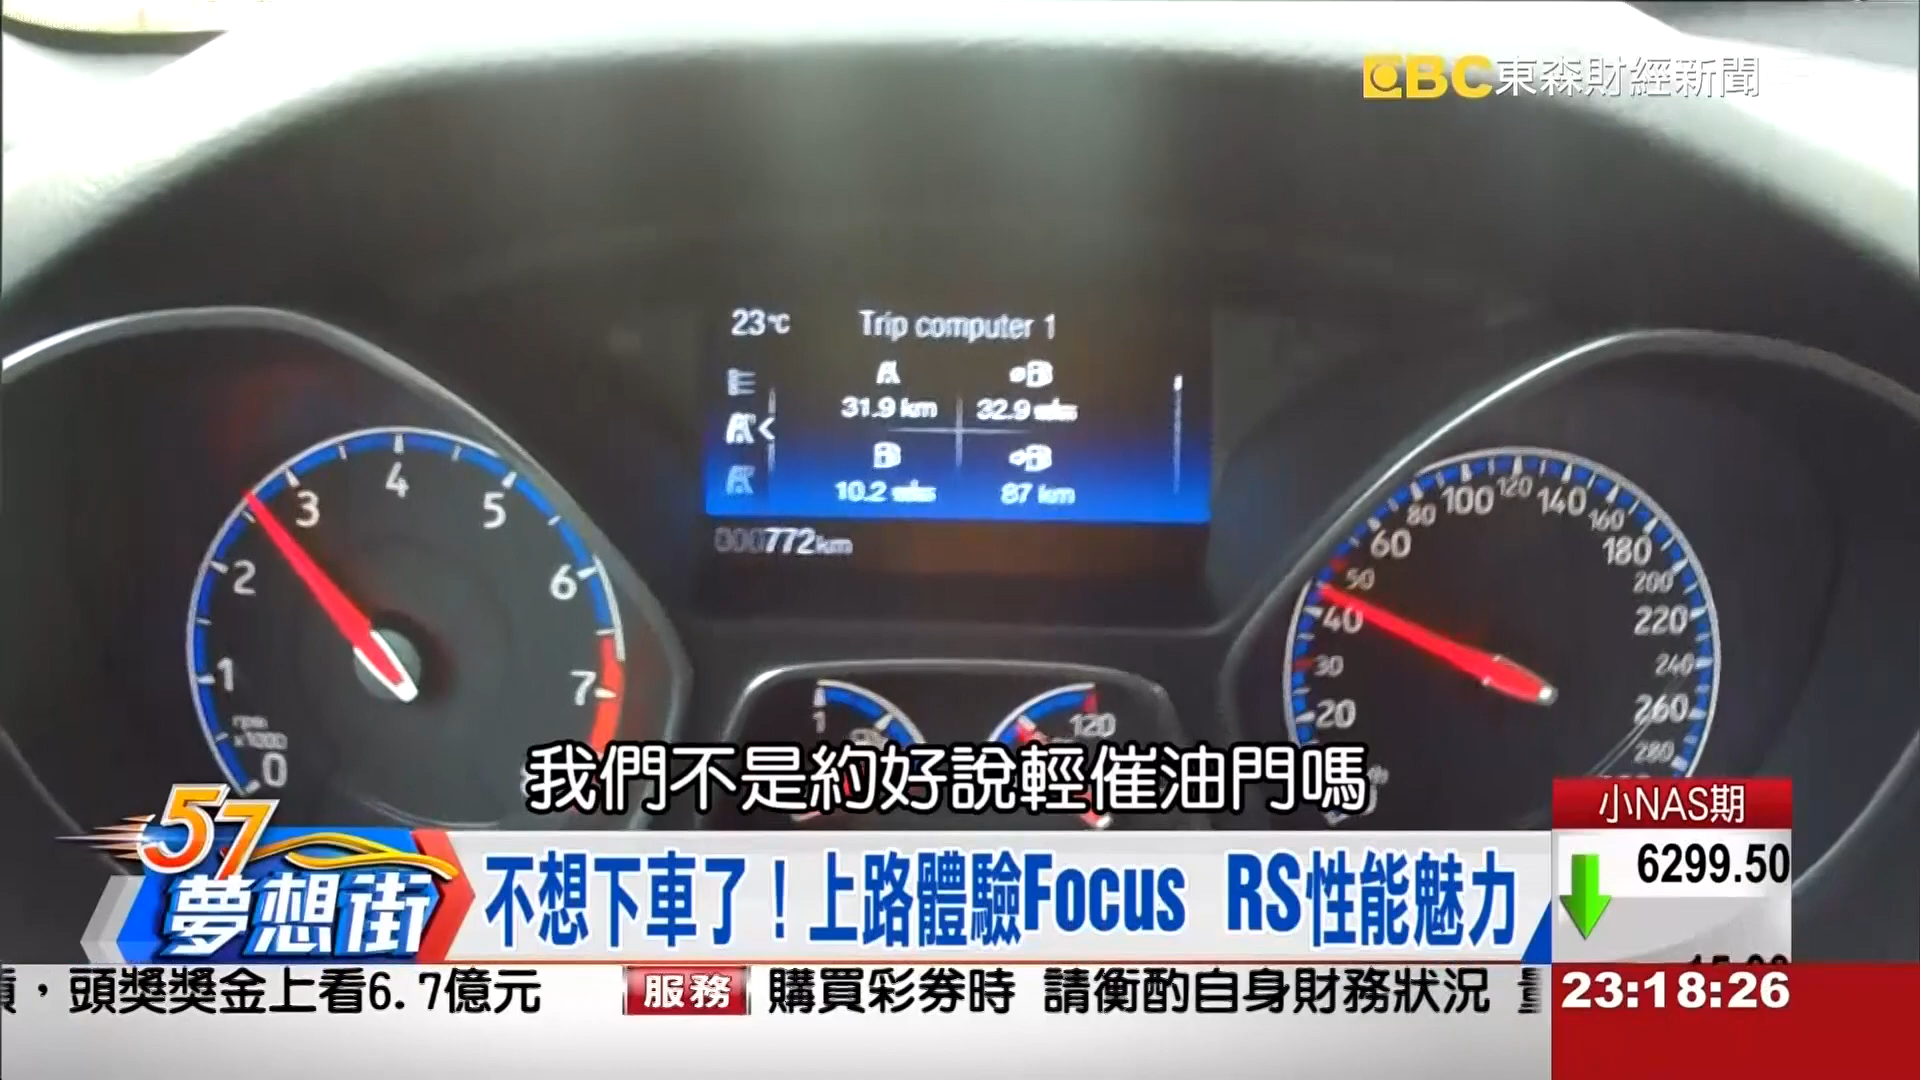 EBC東森財經新聞
23℃ Trip computer 1
31.9 km
32.9
10.2
87 km
772km
1 2 3 4 5 6 7
rpm
x1000
0
20 30 40 50 60 80 100 120 140 160 180 200 220 240 260 280
1
120
我們不是約好說輕催油門嗎
57
夢想街
不想下車了！上路體驗Focus RS性能魅力
小NAS期
6299.50
，頭獎獎金上看6.7億元 服務 購買彩券時 請衡酌自身財務狀況
23:18:26